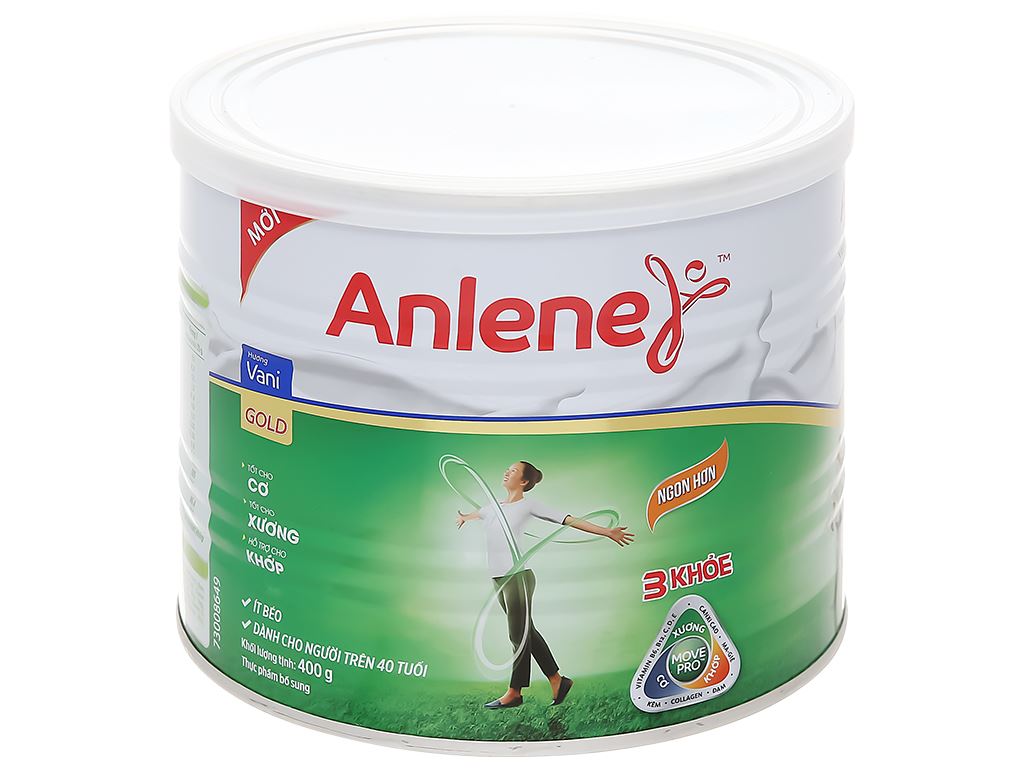 MỚI
Anlene
TM
Hương
Vani
GOLD
TỐT CHO
CƠ
TỐT CHO
XƯƠNG
HỖ TRỢ CHO
KHỚP
NGON HƠN
3 KHỎE
ÍT BÉO
DÀNH CHO NGƯỜI TRÊN 40 TUỔI
Khối lượng tịnh: 400 g
Thực phẩm bổ sung
73008649
VITAMIN B6, B12, C, D, E
CANXI CAO • MA-GIÊ
KẼM • COLLAGEN • ĐẠM
CƠ
XƯƠNG
KHỚP
MOVE
PRO